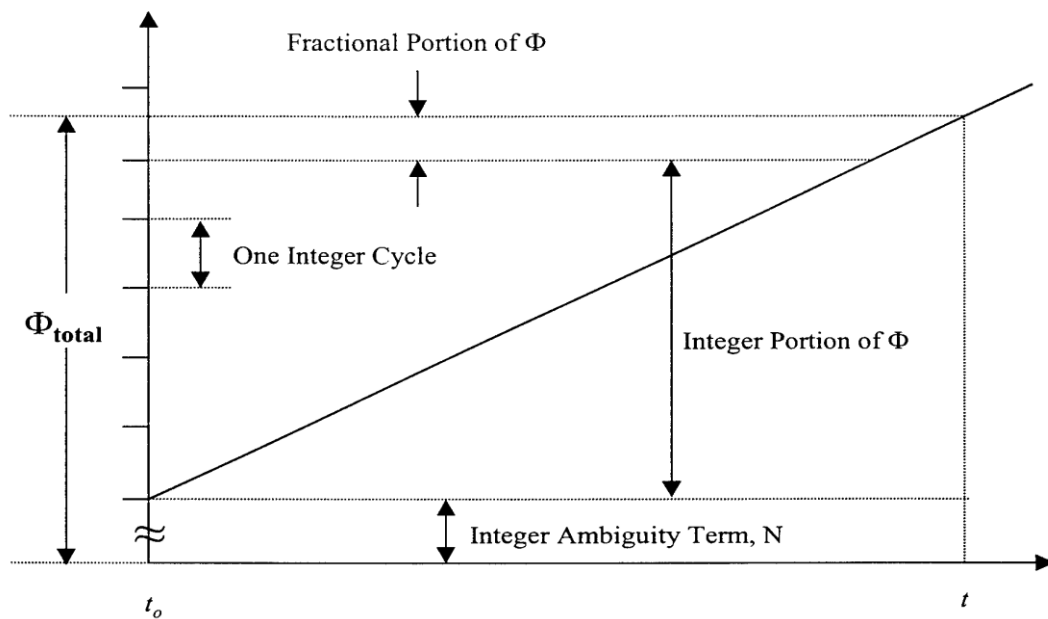 Fractional Portion of Φ
One Integer Cycle
Φtotal
Integer Portion of Φ
Integer Ambiguity Term, N
≈
to
t